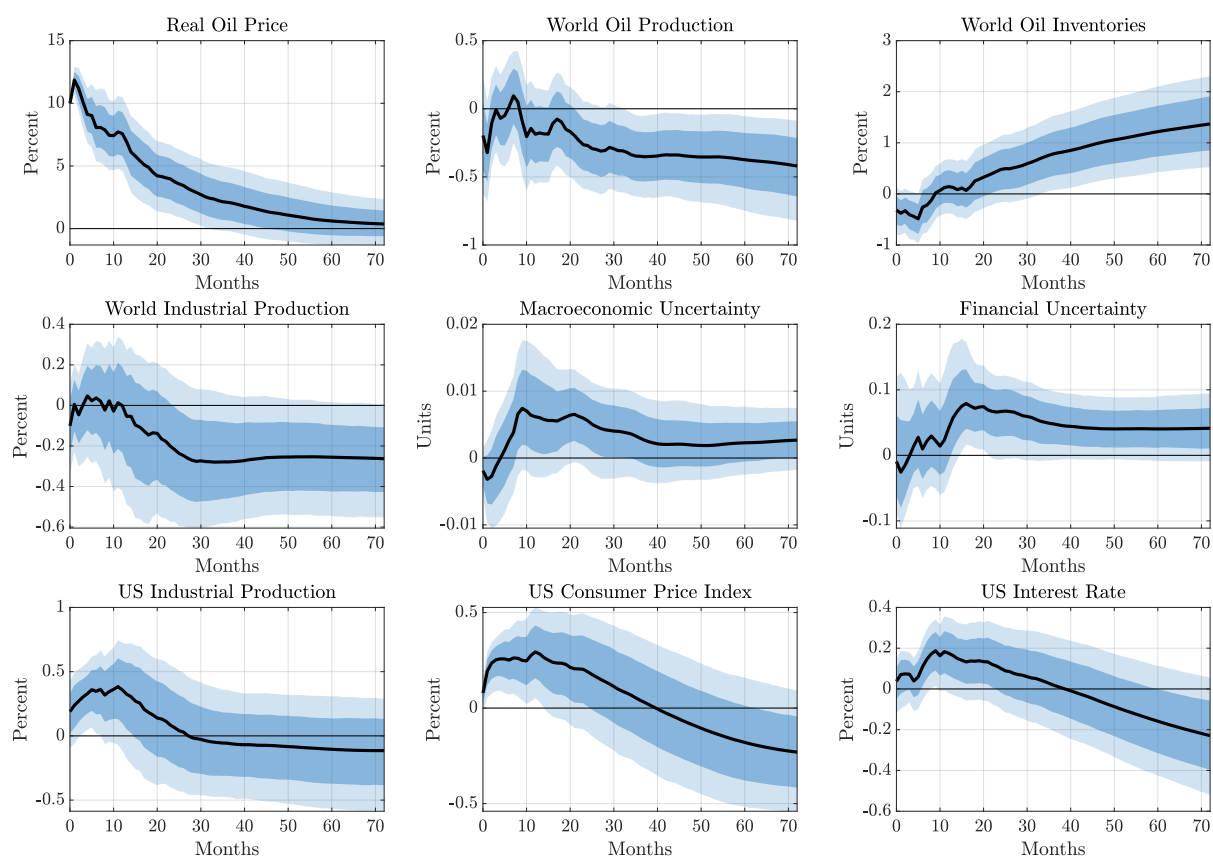 Real Oil Price
World Oil Production
World Oil Inventories
15
10
5
0
Percent
0 10 20 30 40 50 60 70
Months
0.5
0
-0.5
-1
Percent
0 10 20 30 40 50 60 70
Months
3
2
1
0
-1
Percent
0 10 20 30 40 50 60 70
Months
World Industrial Production
Macroeconomic Uncertainty
Financial Uncertainty
0.4
0.2
0
-0.2
-0.4
-0.6
Percent
0 10 20 30 40 50 60 70
Months
0.02
0.01
0
-0.01
Units
0 10 20 30 40 50 60 70
Months
0.2
0.1
0
-0.1
Units
0 10 20 30 40 50 60 70
Months
US Industrial Production
US Consumer Price Index
US Interest Rate
1
0.5
0
-0.5
Percent
0 10 20 30 40 50 60 70
Months
0.5
0
-0.5
Percent
0 10 20 30 40 50 60 70
Months
0.4
0.2
0
-0.2
-0.4
-0.6
Percent
0 10 20 30 40 50 60 70
Months